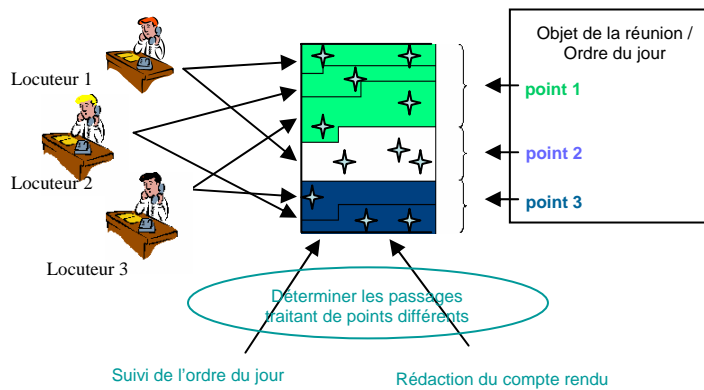 Objet de la réunion /
Ordre du jour
Locuteur 1
point 1
point 2
Locuteur 2
point 3
Locuteur 3
Déterminer les passages
traitant de points différents
Suivi de l’ordre du jour
Rédaction du compte rendu